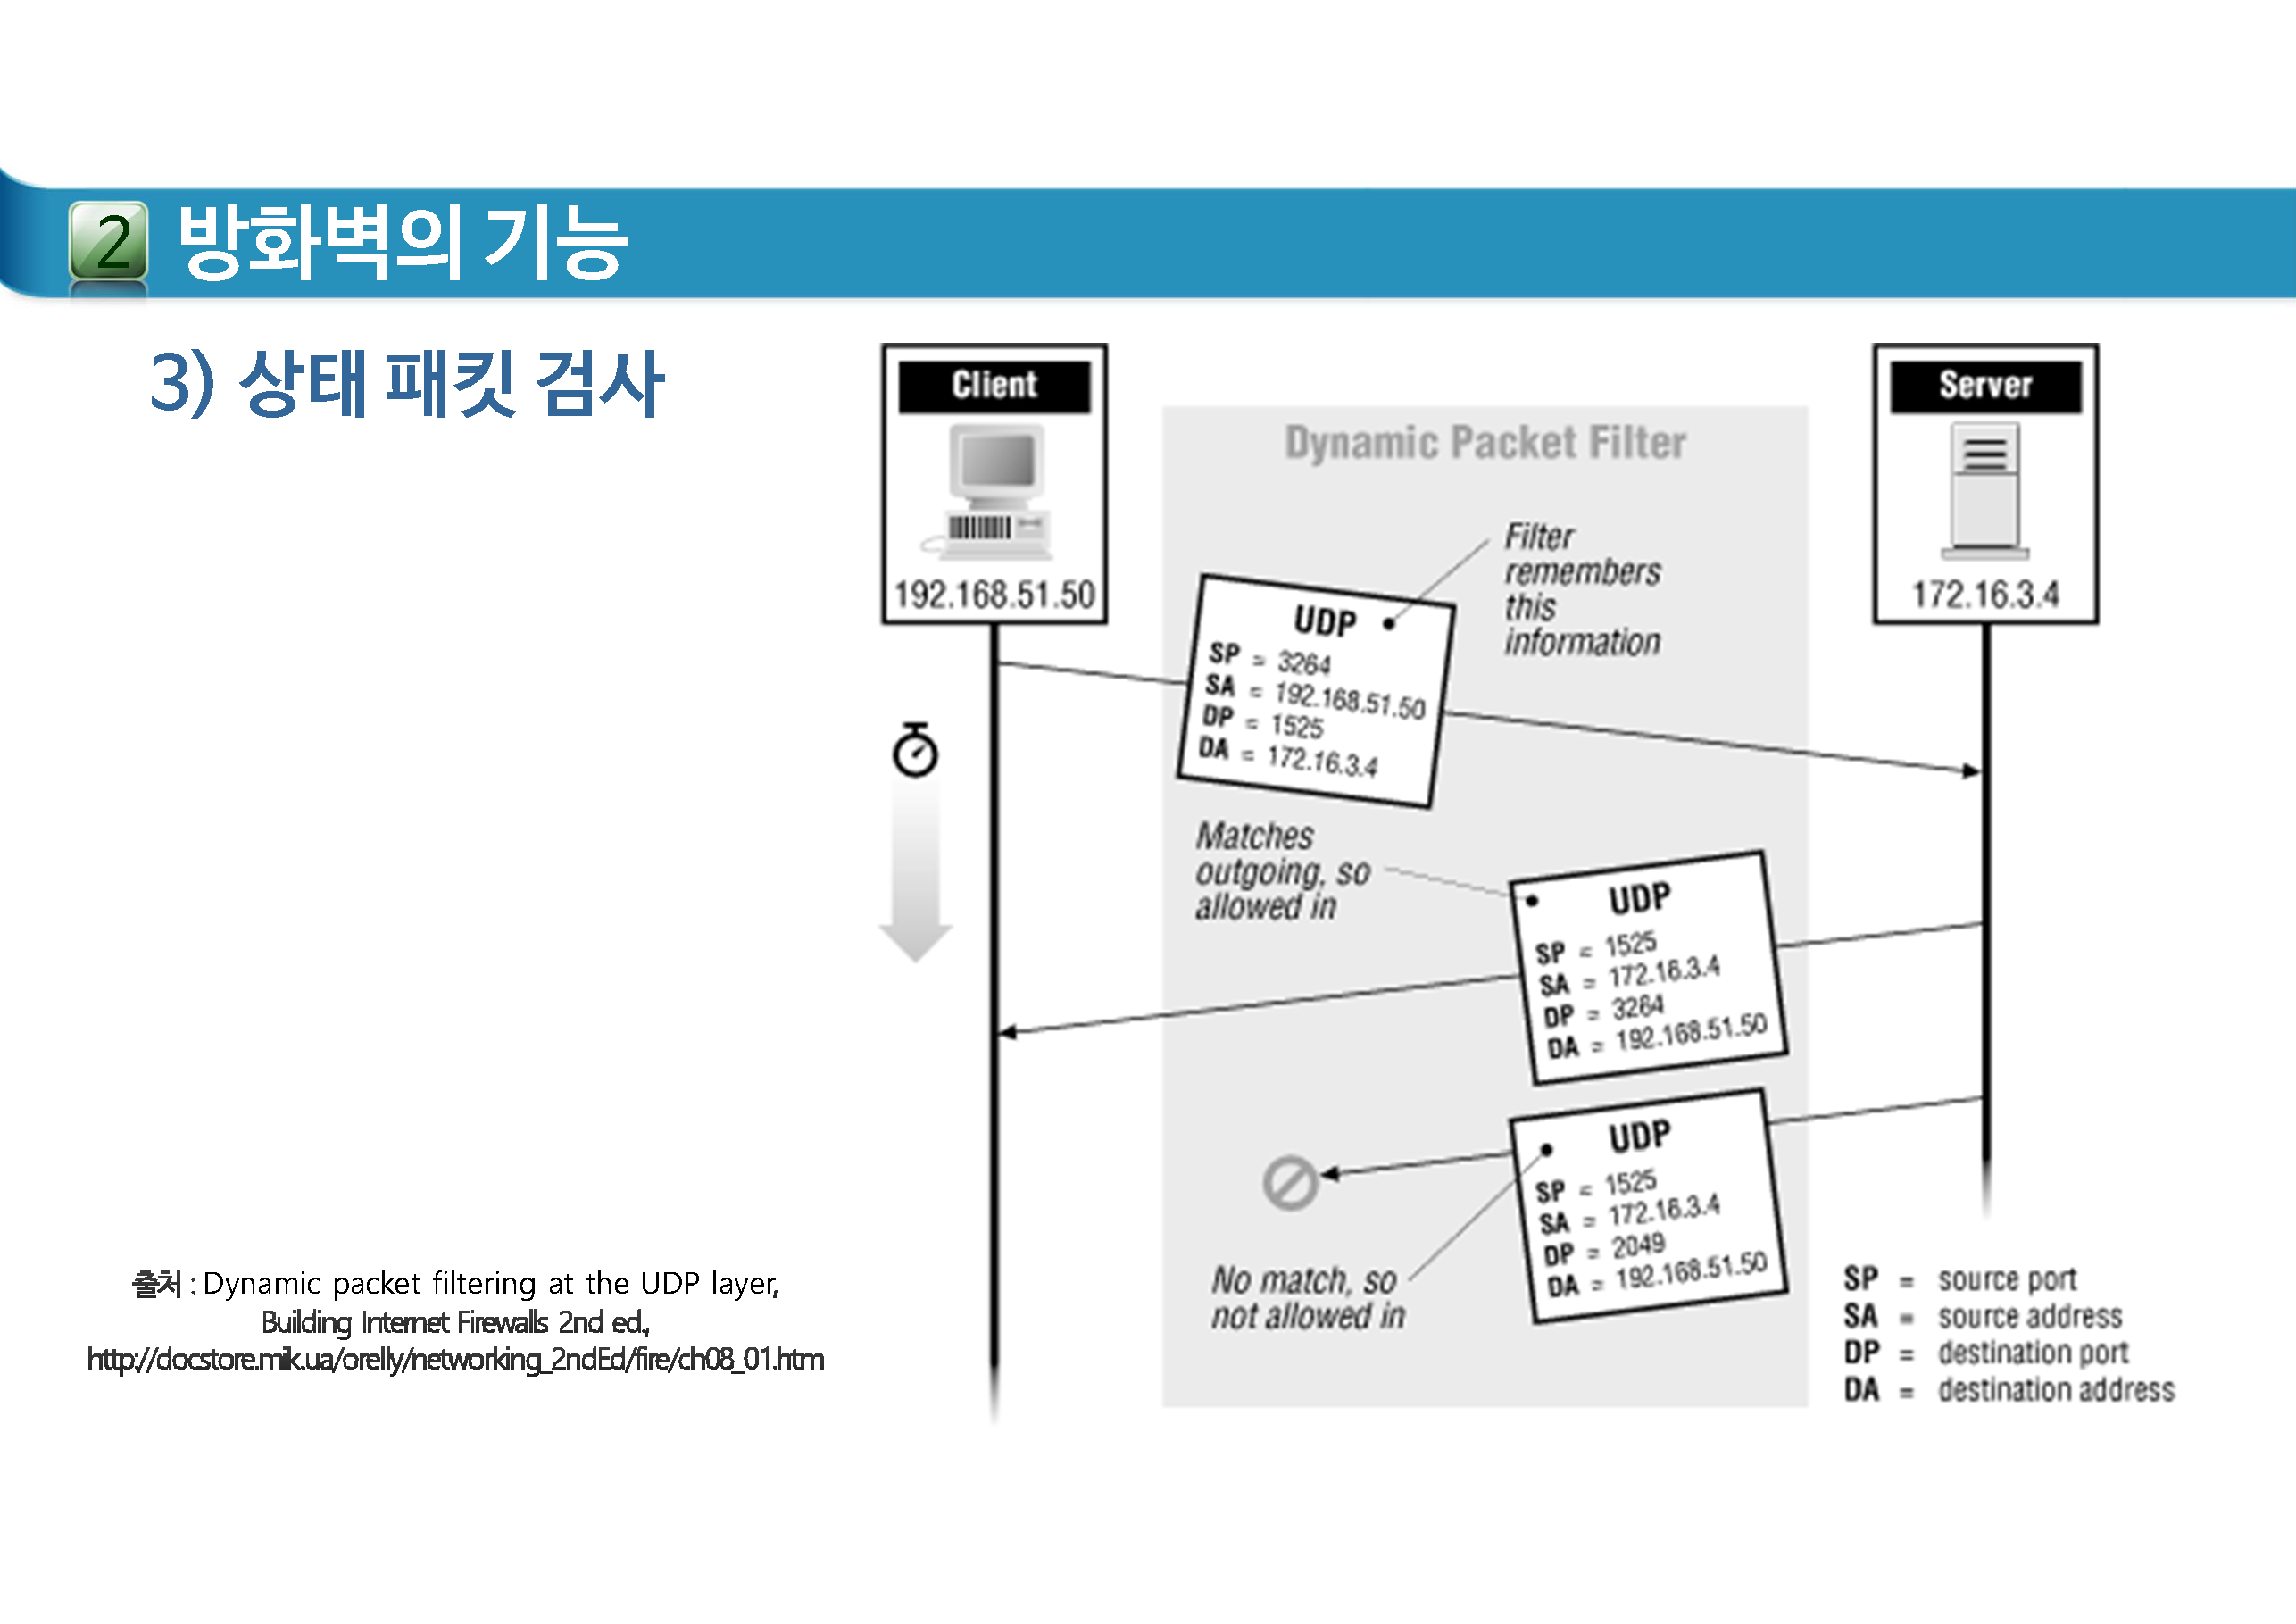 2 방화벽의 기능
3) 상태 패킷 검사
Client
192.168.51.50
Server
172.16.3.4
Dynamic Packet Filter
Filter
remembers
this
information
UDP
SP = 3264
SA = 192.168.51.50
DP = 1525
DA = 172.16.3.4
Matches
outgoing, so
allowed in
UDP
SP = 1525
SA = 172.16.3.4
DP = 3264
DA = 192.168.51.50
UDP
SP = 1525
SA = 172.16.3.4
DP = 2049
DA = 192.168.51.50
No match, so
not allowed in
SP = source port
SA = source address
DP = destination port
DA = destination address
출처 : Dynamic packet filtering at the UDP layer,
Building Internet Firewalls 2nd ed.,
http://docstore.mik.ua/orelly/networking_2ndEd/fire/ch08_01.htm